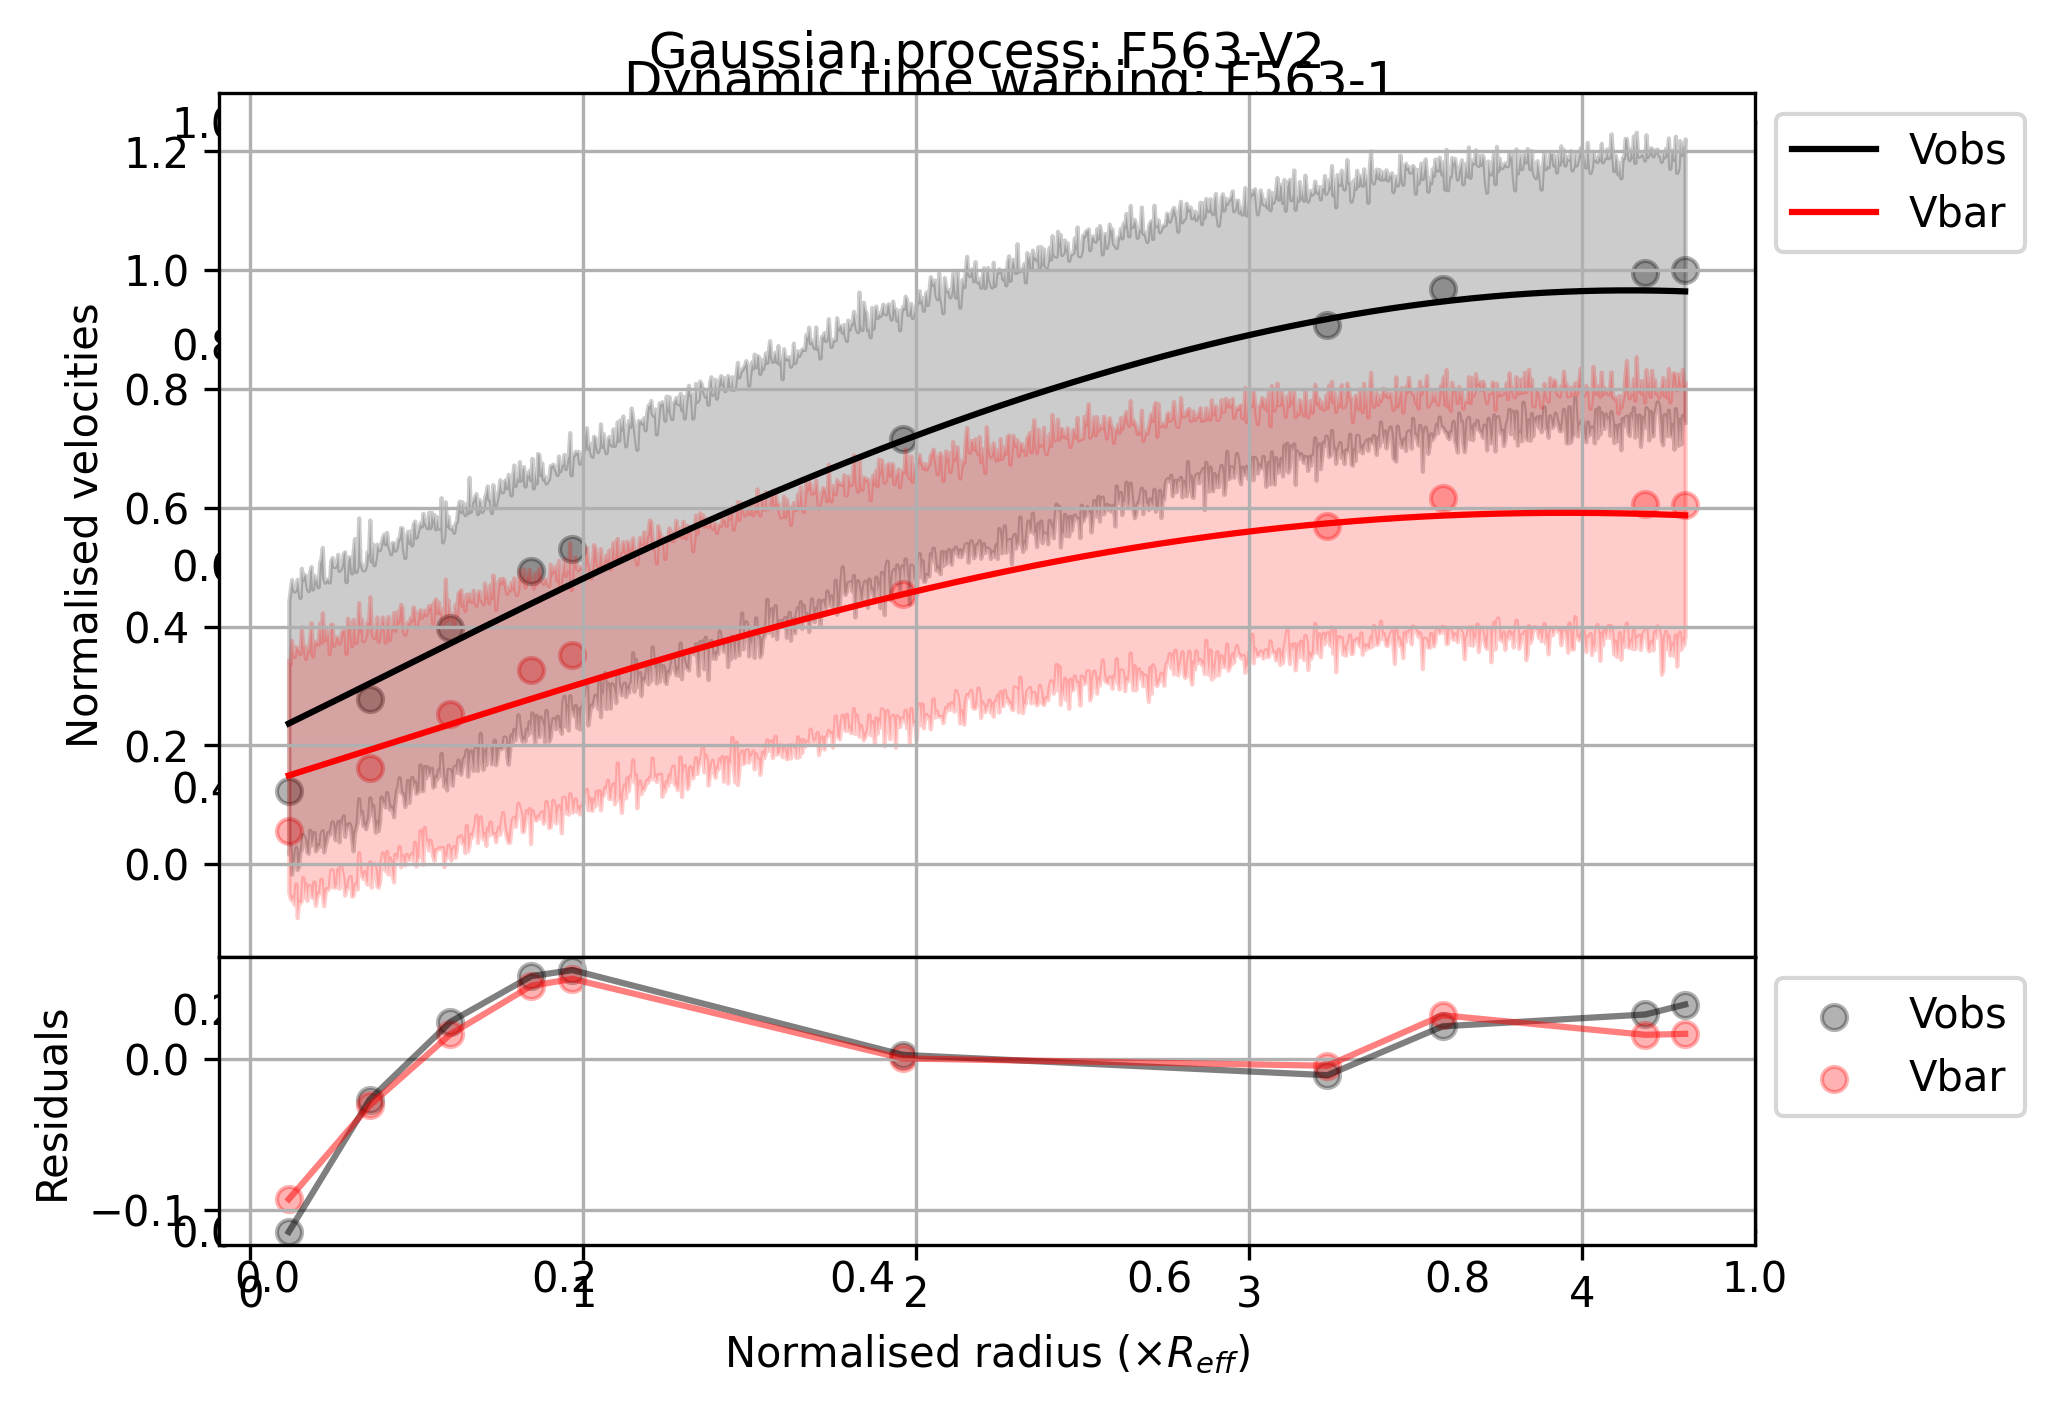 Gaussian process: F563-V2
Dynamic time warping: F563-1
Normalised velocities
1.2
1.0
0.8
0.6
0.4
0.2
0.0
Vobs
Vbar
Residuals
0.0
−0.1
Vobs
Vbar
0.0 0.2 0.4 0.6 0.8 1.0
0 1 2 3 4
Normalised radius (×R_eff)